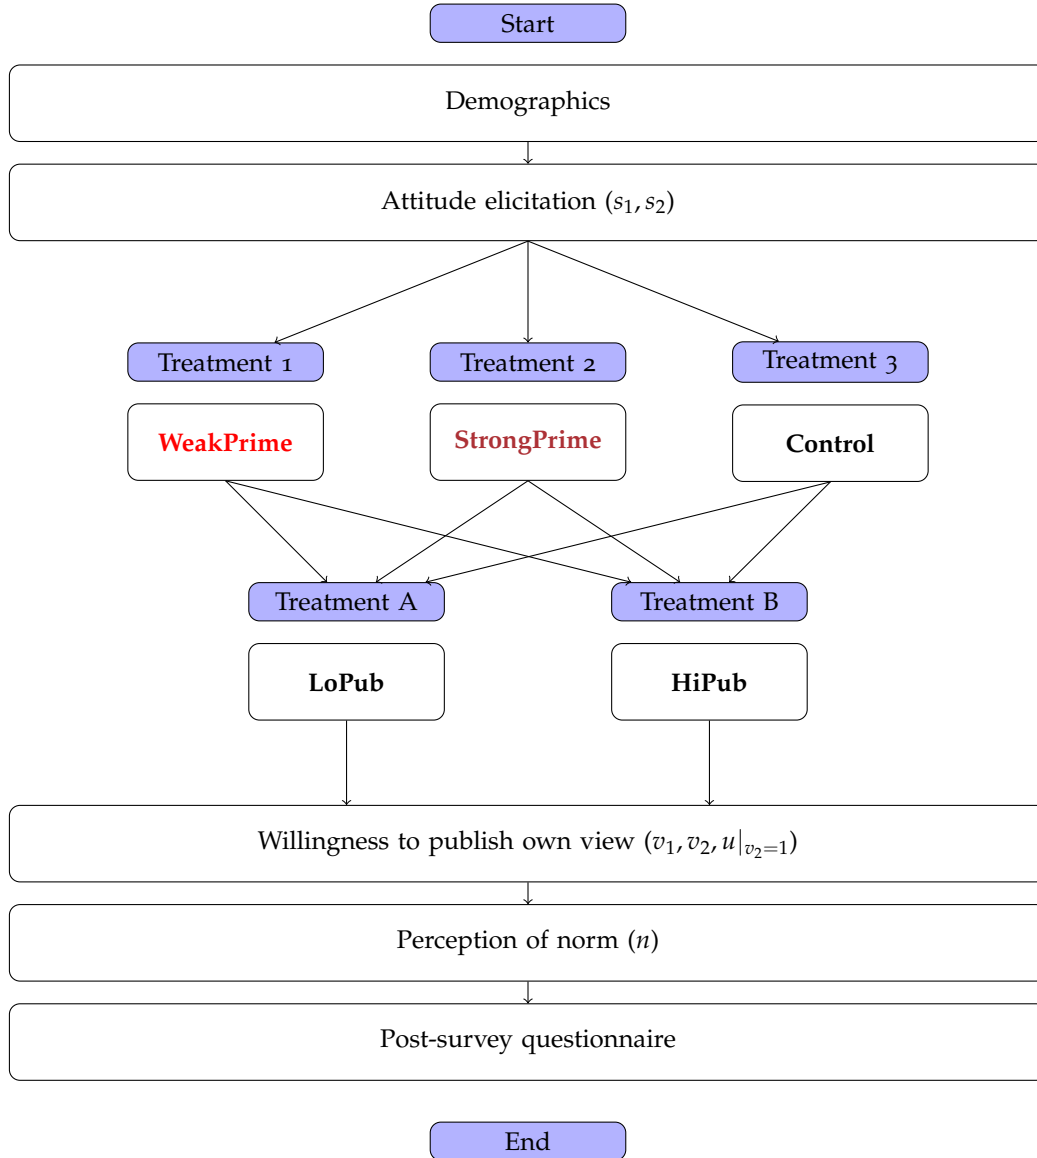 Start
Demographics
Attitude elicitation (s₁, s₂)
Treatment 1
Treatment 2
Treatment 3
WeakPrime
StrongPrime
Control
Treatment A
Treatment B
LoPub
HiPub
Willingness to publish own view (v₁, v₂, u|ᵥ₂₌₁)
Perception of norm (n)
Post-survey questionnaire
End